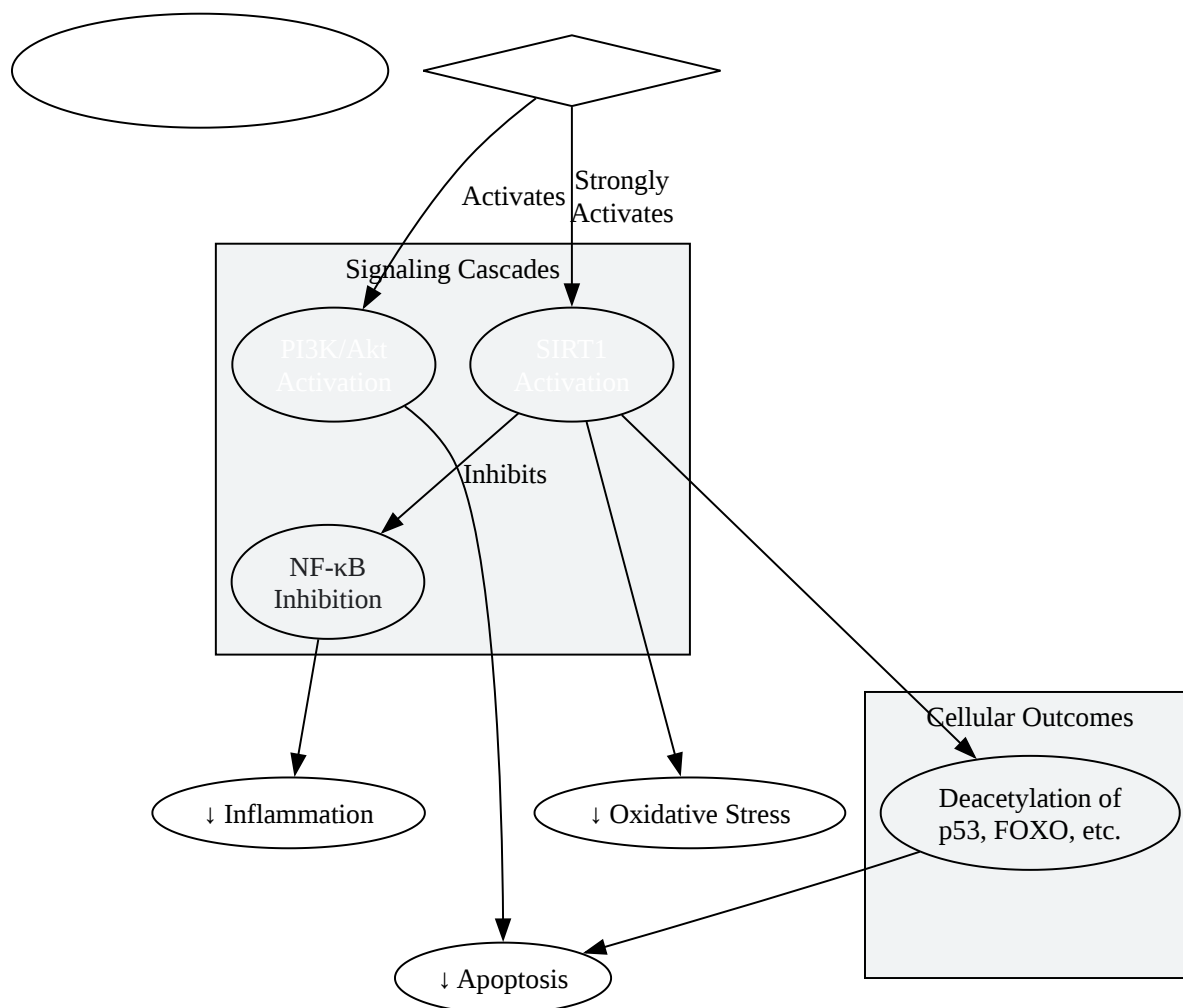 Activates
Strongly
Activates
Signaling Cascades
PI3K/Akt
Activation
SIRT1
Activation
Inhibits
NF-κB
Inhibition
Cellular Outcomes
↓ Inflammation
↓ Oxidative Stress
Deacetylation of
p53, FOXO, etc.
↓ Apoptosis